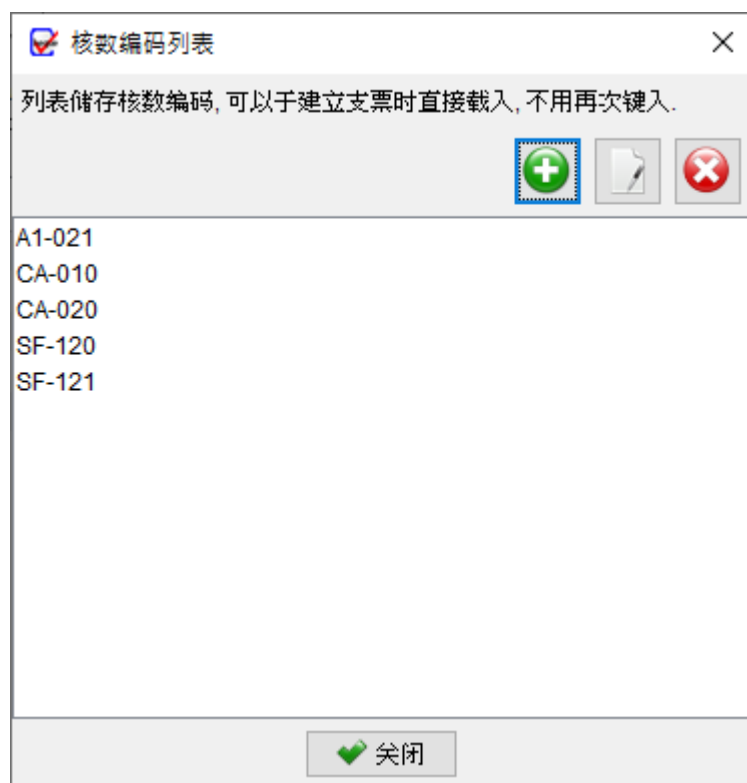 核数编码列表
列表储存核数编码, 可以于建立支票时直接载入, 不用再次键入.
A1-021
CA-010
CA-020
SF-120
SF-121
关闭